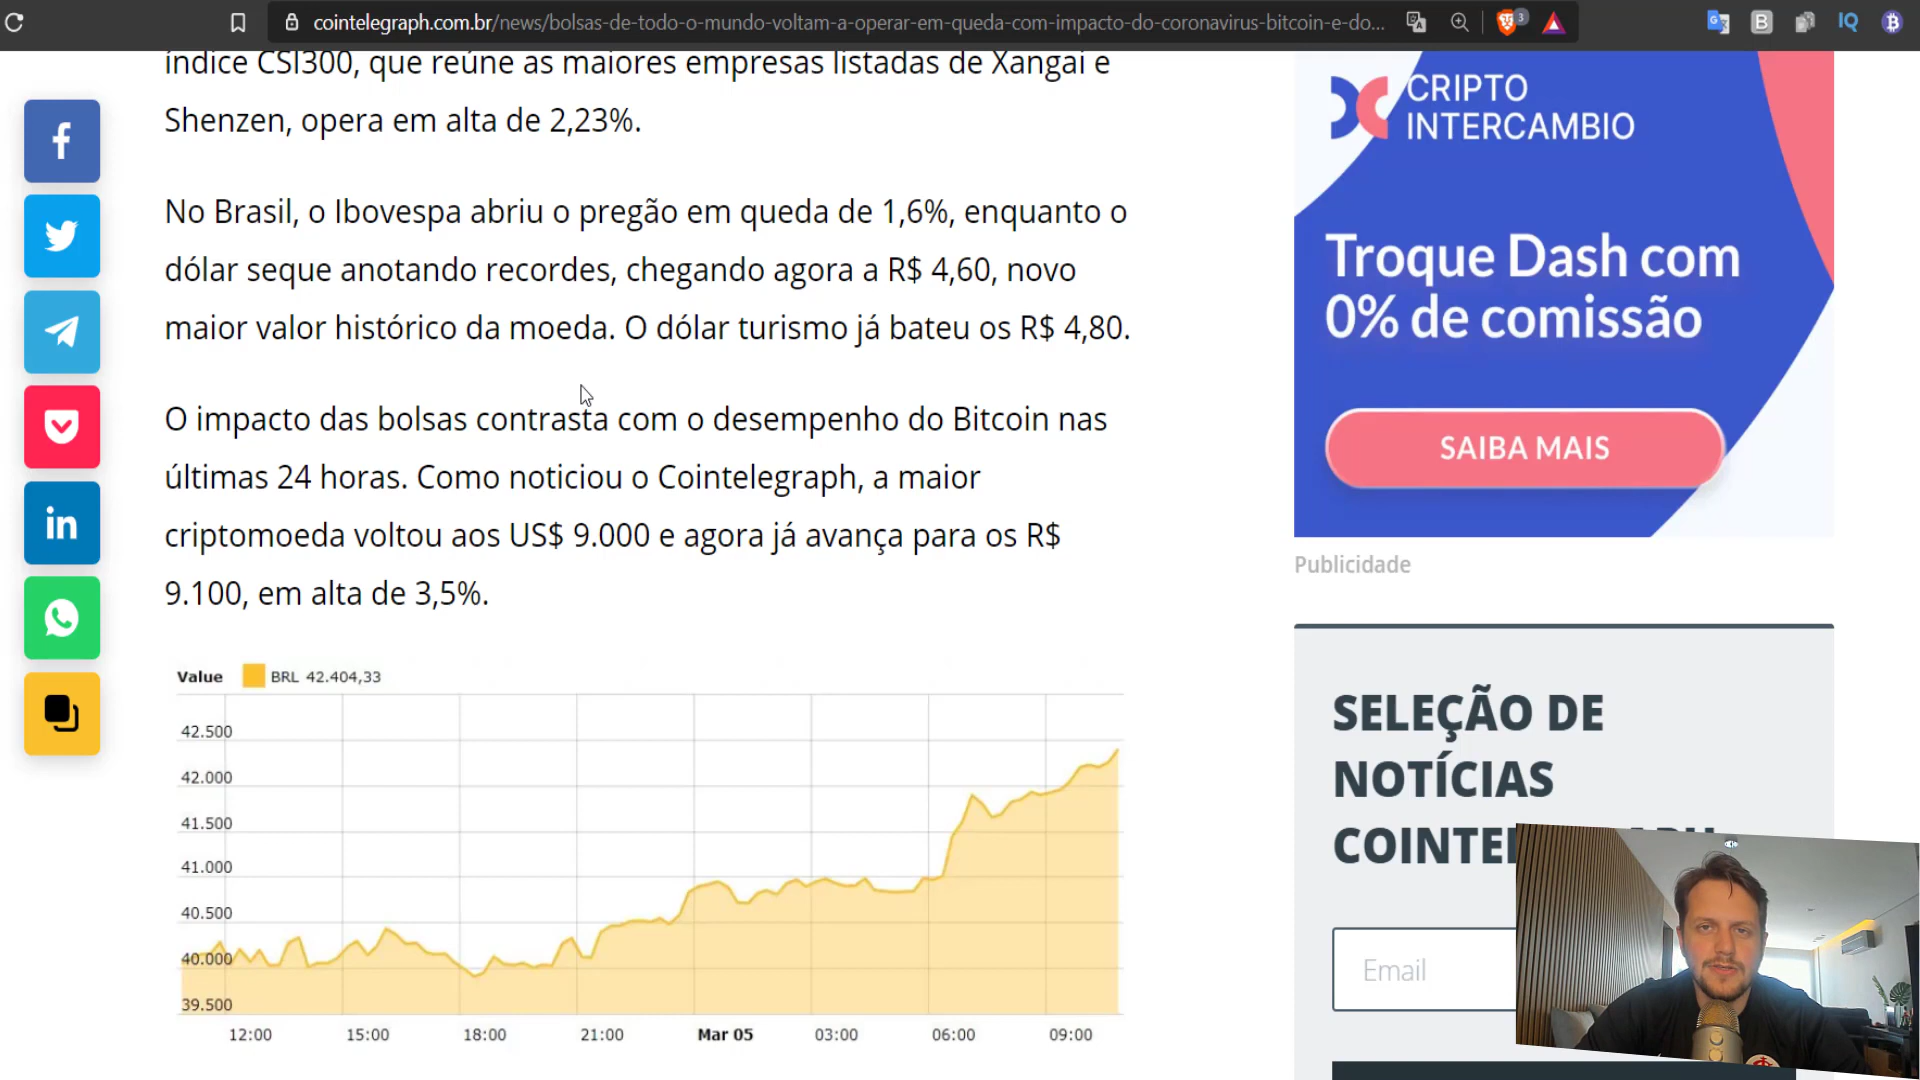 cointelegraph.com.br/news/bolsas-de-todo-o-mundo-voltam-a-operar-em-queda-com-impacto-do-coronavirus-bitcoin-e-do...
3
B
IQ
índice CSI300, que reúne as maiores empresas listadas de Xangai e
Shenzen, opera em alta de 2,23%.
No Brasil, o Ibovespa abriu o pregão em queda de 1,6%, enquanto o
dólar seque anotando recordes, chegando agora a R$ 4,60, novo
maior valor histórico da moeda. O dólar turismo já bateu os R$ 4,80.
O impacto das bolsas contrasta com o desempenho do Bitcoin nas
últimas 24 horas. Como noticiou o Cointelegraph, a maior
criptomoeda voltou aos US$ 9.000 e agora já avança para os R$
9.100, em alta de 3,5%.
Value BRL 42.404,33
42.500
42.000
41.500
41.000
40.500
40.000
39.500
12:00 15:00 18:00 21:00 Mar 05 03:00 06:00 09:00
CRIPTO
INTERCAMBIO
Troque Dash com
0% de comissão
SAIBA MAIS
Publicidade
SELEÇÃO DE
NOTÍCIAS
Email